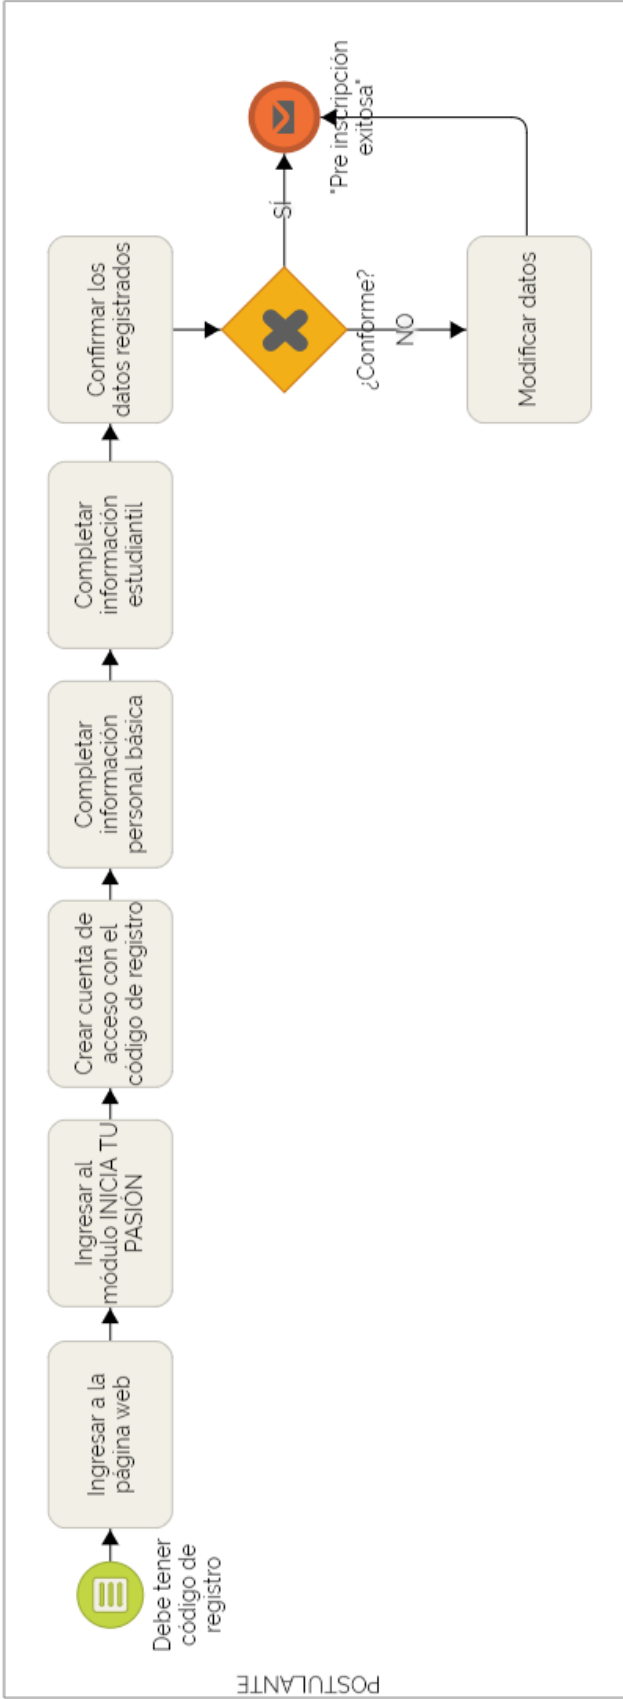 POSTULANTE
Debe tener
código de
registro
Ingresar a la
página web
Ingresar al
módulo INICIA TU
PASIÓN
Crear cuenta de
acceso con el
código de registro
Completar
información
personal básica
Completar
información
estudiantil
Confirmar los
datos registrados
¿Conforme?
SÍ
NO
"Pre inscripción
exitosa"
Modificar datos